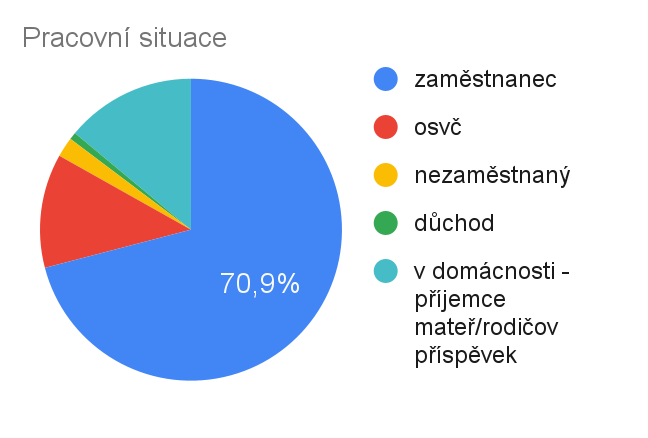 Pracovní situace
70,9%
zaměstnanec
osvč
nezaměstnaný
důchod
v domácnosti -
příjemce
mateř/rodičov
příspěvek